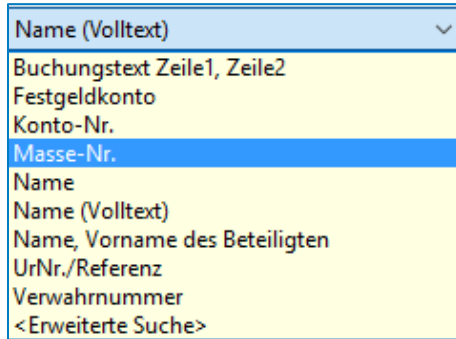 Name (Volltext)
Buchungstext Zeile1, Zeile2
Festgeldkonto
Konto-Nr.
Masse-Nr.
Name
Name (Volltext)
Name, Vorname des Beteiligten
UrNr./Referenz
Verwahrnummer
<Erweiterte Suche>